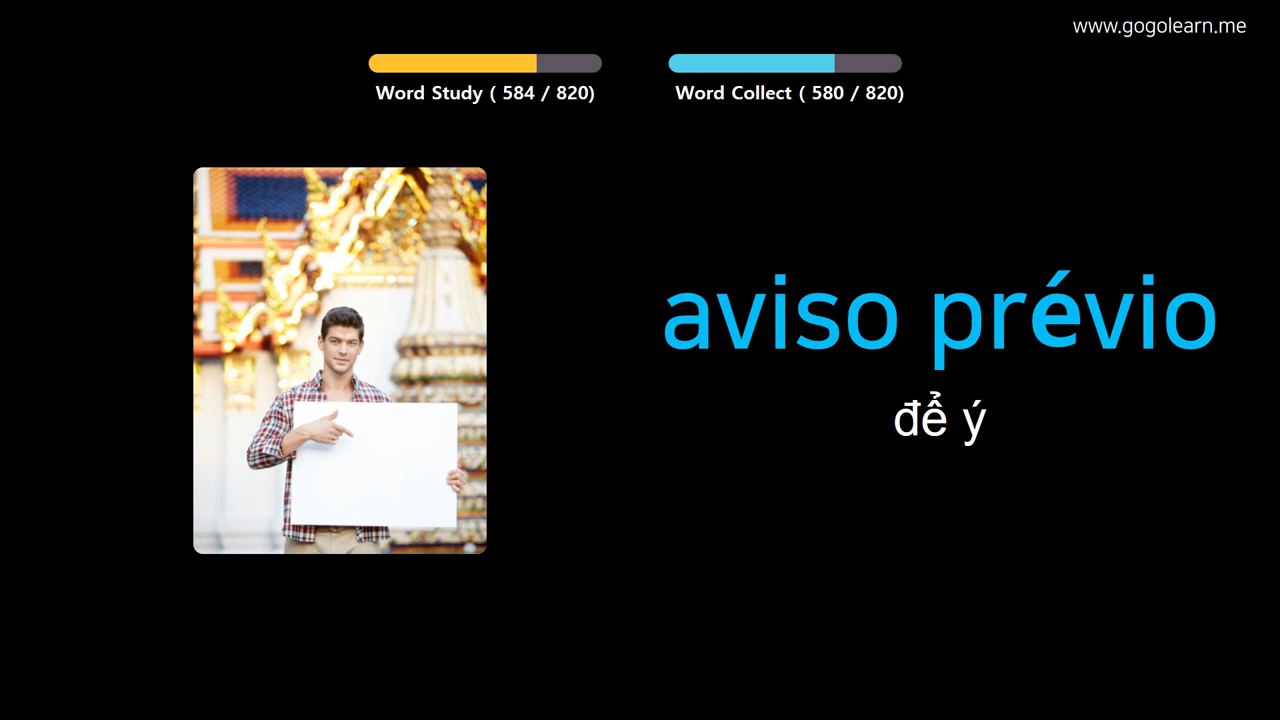 www.gogolearn.me
Word Study ( 584 / 820)
Word Collect ( 580 / 820)
aviso prévio
để ý